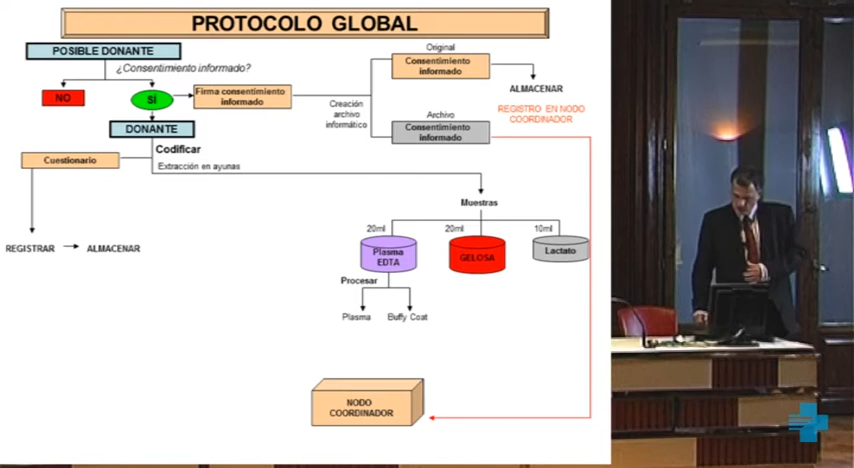 PROTOCOLO GLOBAL
POSIBLE DONANTE
¿Consentimiento informado?
NO
SÍ
Firma consentimiento
informado
Creación
archivo
informático
Original
Consentimiento
informado
ALMACENAR
REGISTRO EN NODO
COORDINADOR
Archivo
Consentimiento
informado
DONANTE
Codificar
Cuestionario
Extracción en ayunas
REGISTRAR
ALMACENAR
Muestras
20ml
20ml
10ml
Plasma
EDTA
GELOSA
Lactato
Procesar
Plasma
Buffy Coat
NODO
COORDINADOR